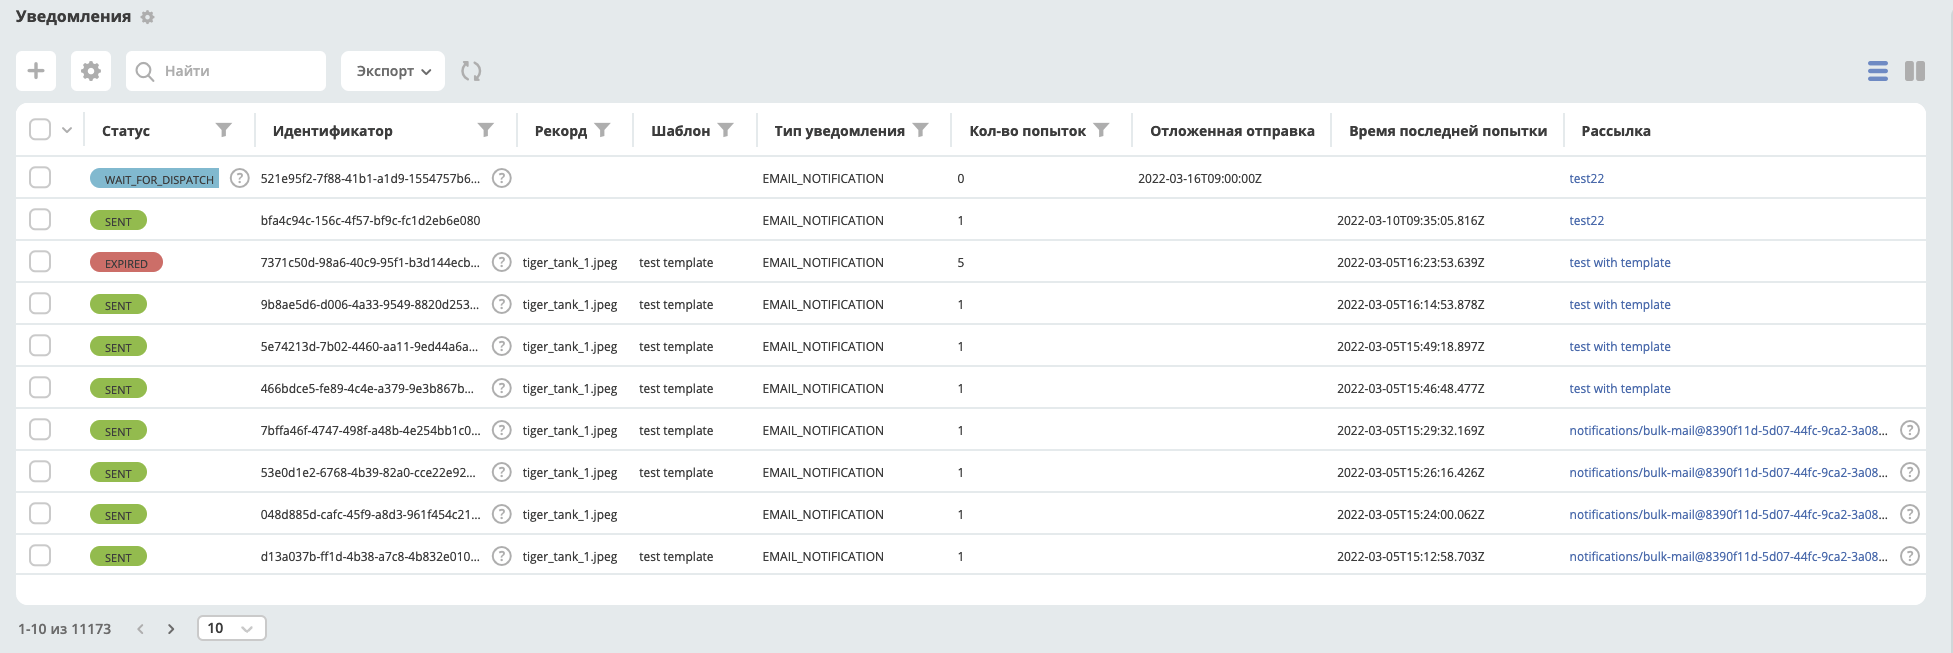 Уведомления
Найти
Экспорт
Статус Идентификатор Рекорд Шаблон Тип уведомления Кол-во попыток Отложенная отправка Время последней попытки Рассылка
WAIT_FOR_DISPATCH ? 521e95f2-7f88-41b1-a1d9-1554757b6... ? EMAIL_NOTIFICATION 0 2022-03-16T09:00:00Z test22
SENT bfa4c94c-156c-4f57-bf9c-fc1d2eb6e080 EMAIL_NOTIFICATION 1 2022-03-10T09:35:05.816Z test22
EXPIRED 7371c50d-98a6-40c9-95f1-b3d144ecb... ? tiger_tank_1.jpeg test template EMAIL_NOTIFICATION 5 2022-03-05T16:23:53.639Z test with template
SENT 9b8ae5d6-d006-4a33-9549-8820d253... ? tiger_tank_1.jpeg test template EMAIL_NOTIFICATION 1 2022-03-05T16:14:53.878Z test with template
SENT 5e74213d-7b02-4460-aa11-9ed44a6a... ? tiger_tank_1.jpeg test template EMAIL_NOTIFICATION 1 2022-03-05T15:49:18.897Z test with template
SENT 466bdce5-fe89-4c4e-a379-9e3b867b... ? tiger_tank_1.jpeg test template EMAIL_NOTIFICATION 1 2022-03-05T15:46:48.477Z test with template
SENT 7bffa46f-4747-498f-a48b-4e254bb1c0... ? tiger_tank_1.jpeg test template EMAIL_NOTIFICATION 1 2022-03-05T15:29:32.169Z notifications/bulk-mail@8390f11d-5d07-44fc-9ca2-3a08... ?
SENT 53e0d1e2-6768-4b39-82a0-cce22e92... ? tiger_tank_1.jpeg test template EMAIL_NOTIFICATION 1 2022-03-05T15:26:16.426Z notifications/bulk-mail@8390f11d-5d07-44fc-9ca2-3a08... ?
SENT 048d885d-cafc-45f9-a8d3-961f454c21... ? tiger_tank_1.jpeg EMAIL_NOTIFICATION 1 2022-03-05T15:24:00.062Z notifications/bulk-mail@8390f11d-5d07-44fc-9ca2-3a08... ?
SENT d13a037b-ff1d-4b38-a7c8-4b832e010... ? tiger_tank_1.jpeg test template EMAIL_NOTIFICATION 1 2022-03-05T15:12:58.703Z notifications/bulk-mail@8390f11d-5d07-44fc-9ca2-3a08... ?
1-10 из 11173 10